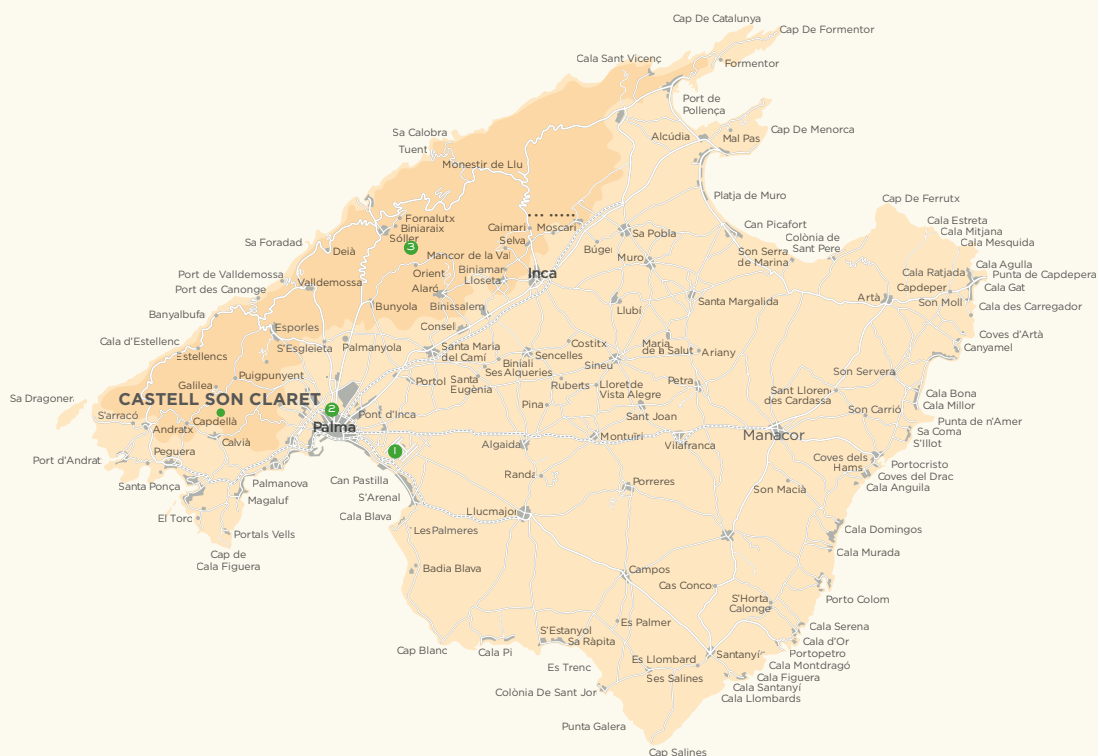 Cap De Catalunya
Cap De Formentor
Cala Sant Vicenç
Formentor
Port de
Pollença
Sa Calobra
Tuent
Alcúdia
Mal Pas
Cap De Menorca
Monestir de Llu
Platja de Muro
Cap De Ferrutx
Fornalutx
Biniaraix
Sóller
3
Caimari
Moscari
Selva
Sa Pobla
Can Picafort
Cala Estreta
Cala Mitjana
Cala Mesquida
Sa Foradad
Deià
Mancor de la Val
Búger
Muro
Son Serra
de Marina
Colònia de
Sant Pere
Port de Valldemossa
Port des Canonge
Valldemossa
Orient
Alaró
Biniamar
Lloseta
Inca
Cala Ratjada
Capdeper
Cala Agulla
Punta de Capdepera
Cala Gat
Son Moll
Artà
Cala des Carregador
Banyalbufa
Bunyola
Binissalem
Llubí
Santa Margalida
Esporles
Consel
Cala d'Estellenc
Estellencs
S'Esgleieta
Palmanyola
Santa Maria
del Camí
Costitx
Sencelles
Biniali
Ses Alqueries
Maria
de la Salut
Ariany
Sineu
Coves d'Artà
Canyamel
Galilea
Puigpunyent
Portol
Santa
Eugènia
Ruberts
Lloret de
Vista Alegre
Petra
Son Servera
Sant Lloren
des Cardassa
Sa Dragoner
CASTELL SON CLARET
S'arracó
Andratx
Capdellà
Calvià
2
Pont d'Inca
Palma
Pina
Sant Joan
Cala Bona
Cala Millor
Son Carrió
Punta de n'Amer
Sa Coma
S'Illot
Port d'Andrat
Peguera
1
Algaida
Montuïri
Vilafranca
Manacor
Coves dels
Hams
Portocristo
Coves del Drac
Cala Anguila
Santa Ponça
Palmanova
Magaluf
Can Pastilla
S'Arenal
Randa
Porreres
Son Macià
El Toro
Portals Vells
Cap de
Cala Figuera
Cala Blava
Les Palmeres
Llucmajor
Cala Domingos
Cala Murada
Badia Blava
Campos
Cas Conco
S'Horta
Calonge
Porto Colom
Cap Blanc
Cala Pi
S'Estanyol
Sa Ràpita
Es Palmer
Cala Serena
Cala d'Or
Portopetro
Cala Montdragó
Cala Figuera
Cala Santanyí
Cala Llombards
Es Trenc
Es Llombard
Ses Salines
Santanyí
Colònia De Sant Jor
Punta Galera
Cap Salines